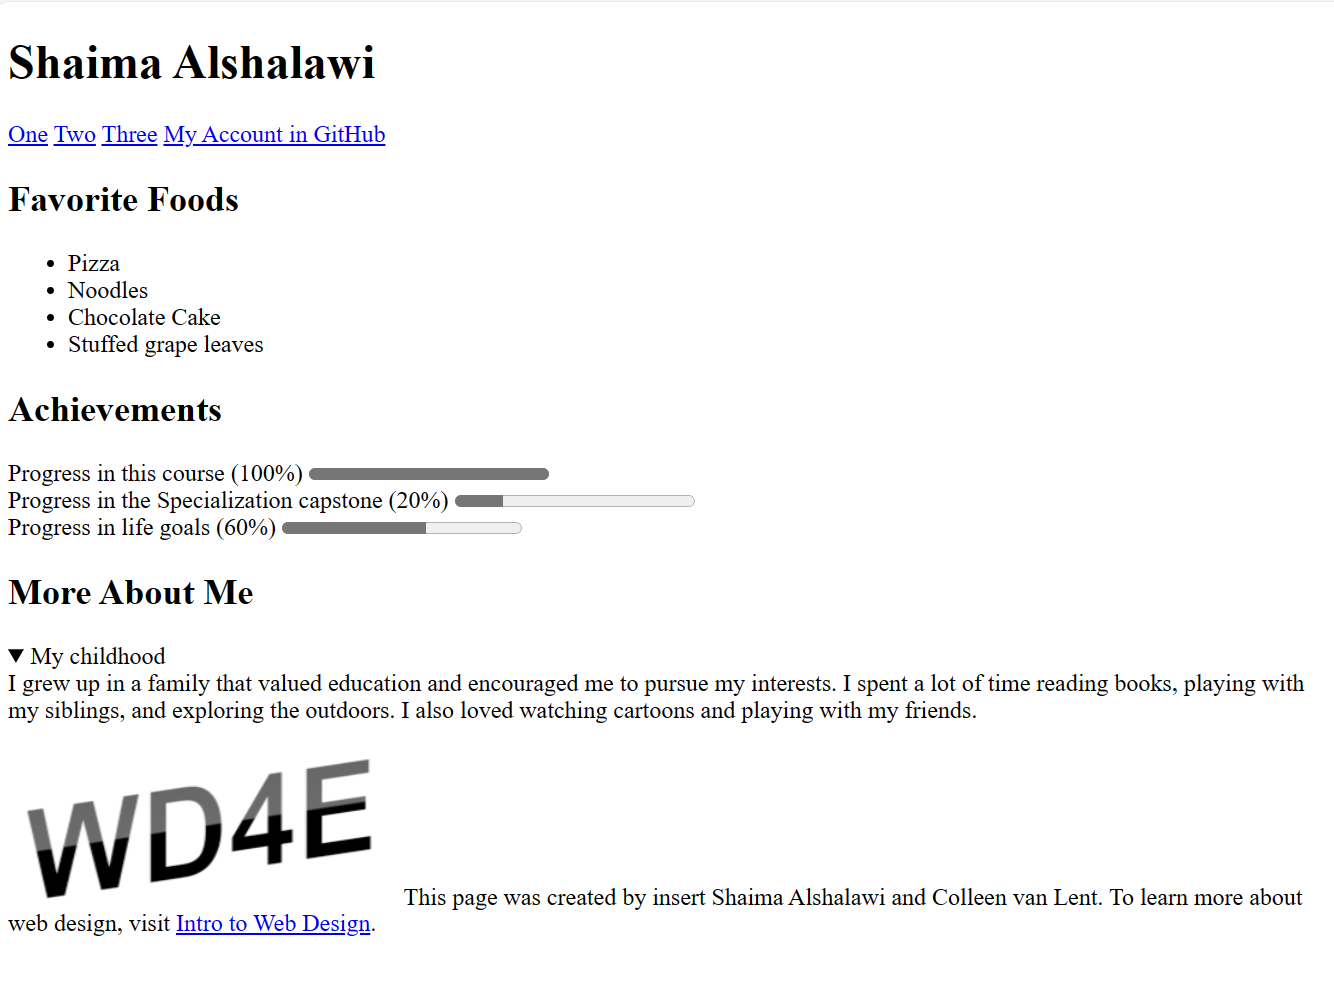 Shaima Alshalawi
One Two Three My Account in GitHub
Favorite Foods
Pizza
Noodles
Chocolate Cake
Stuffed grape leaves
Achievements
Progress in this course (100%)
Progress in the Specialization capstone (20%)
Progress in life goals (60%)
More About Me
My childhood
I grew up in a family that valued education and encouraged me to pursue my interests. I spent a lot of time reading books, playing with
my siblings, and exploring the outdoors. I also loved watching cartoons and playing with my friends.
WD4E
This page was created by insert Shaima Alshalawi and Colleen van Lent. To learn more about
web design, visit Intro to Web Design.